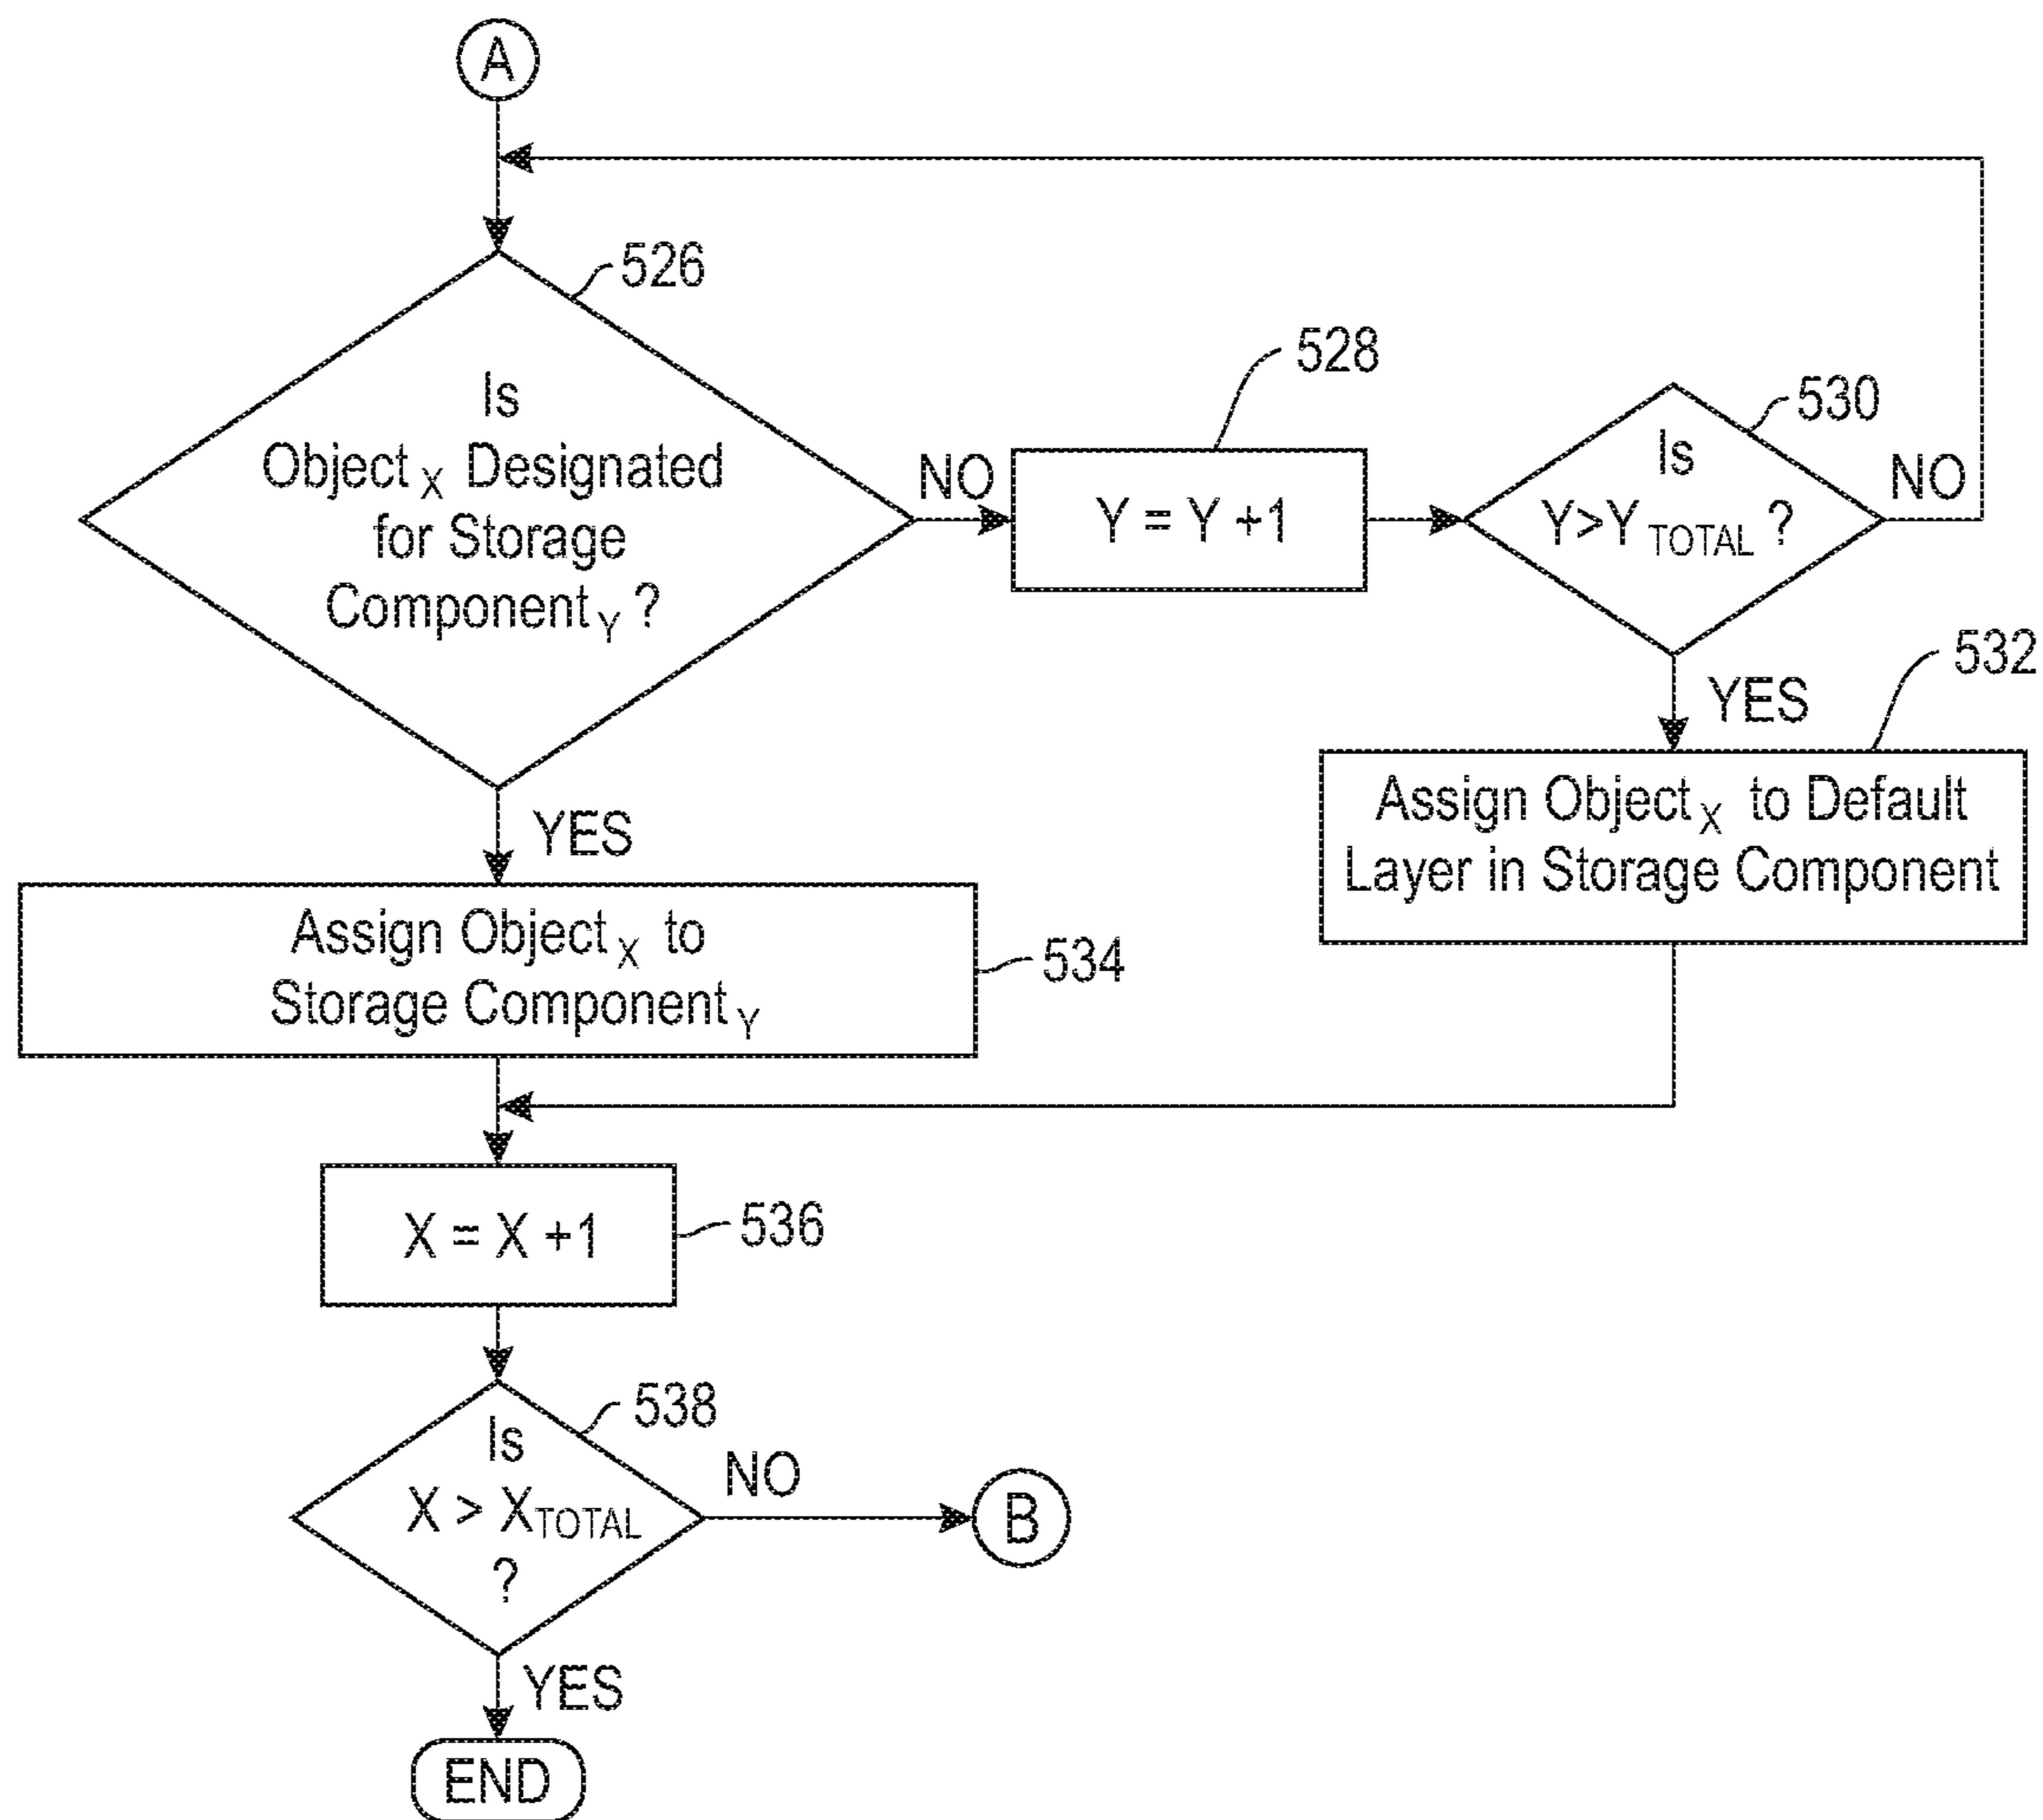 A
526
Is
Object X Designated
for Storage
Component Y ?
NO
528
Y = Y +1
530
Is
Y>Y TOTAL ?
NO
YES
532
Assign Object X to Default
Layer in Storage Component
YES
Assign Object X to
Storage Component Y
534
X = X +1
536
538
Is
X > X TOTAL
?
NO
B
YES
END